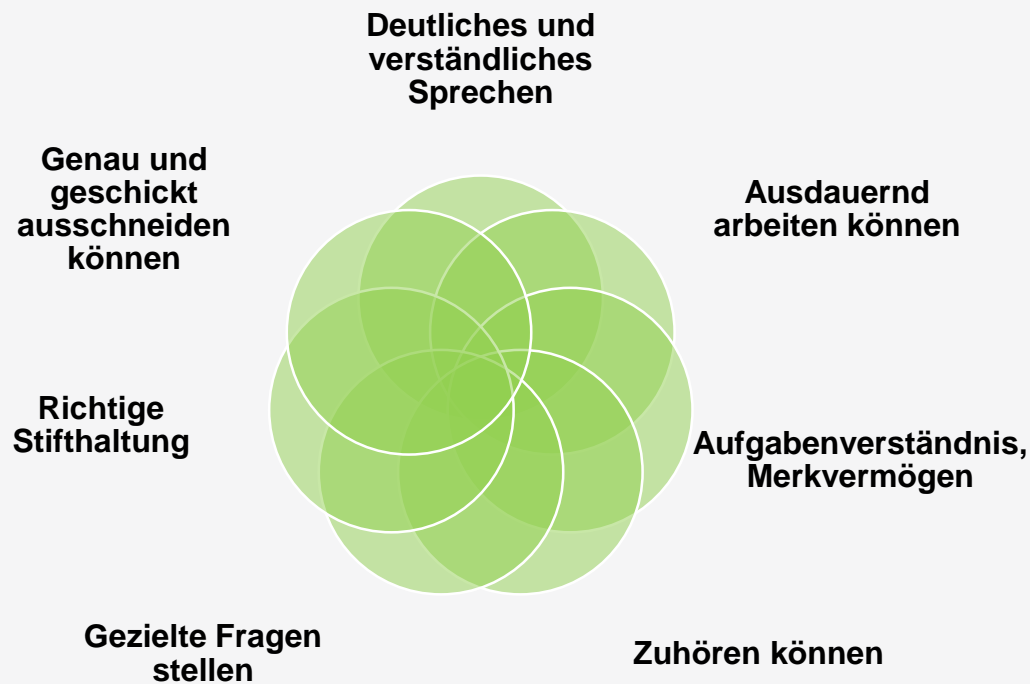 Deutliches und
verständliches
Sprechen
Genau und
geschickt
ausschneiden
können
Ausdauernd
arbeiten können
Richtige
Stifthaltung
Aufgabenverständnis,
Merkvermögen
Gezielte Fragen
stellen
Zuhören können